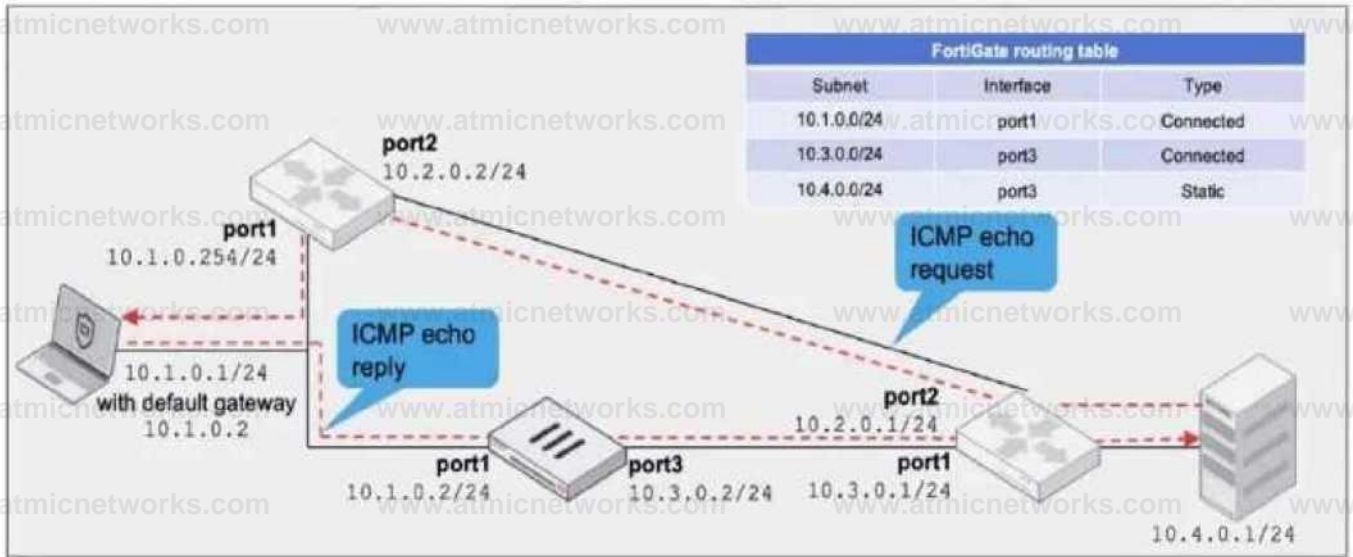 www.atmicnetworks.com
FortiGate routing table
Subnet Interface Type
10.1.0.0/24 port1 Connected
10.3.0.0/24 port3 Connected
10.4.0.0/24 port3 Static
port2
10.2.0.2/24
port1
10.1.0.254/24
ICMP echo
request
ICMP echo
reply
10.1.0.1/24
with default gateway
10.1.0.2
port2
10.2.0.1/24
port1
10.1.0.2/24
port3
10.3.0.2/24
port1
10.3.0.1/24
10.4.0.1/24